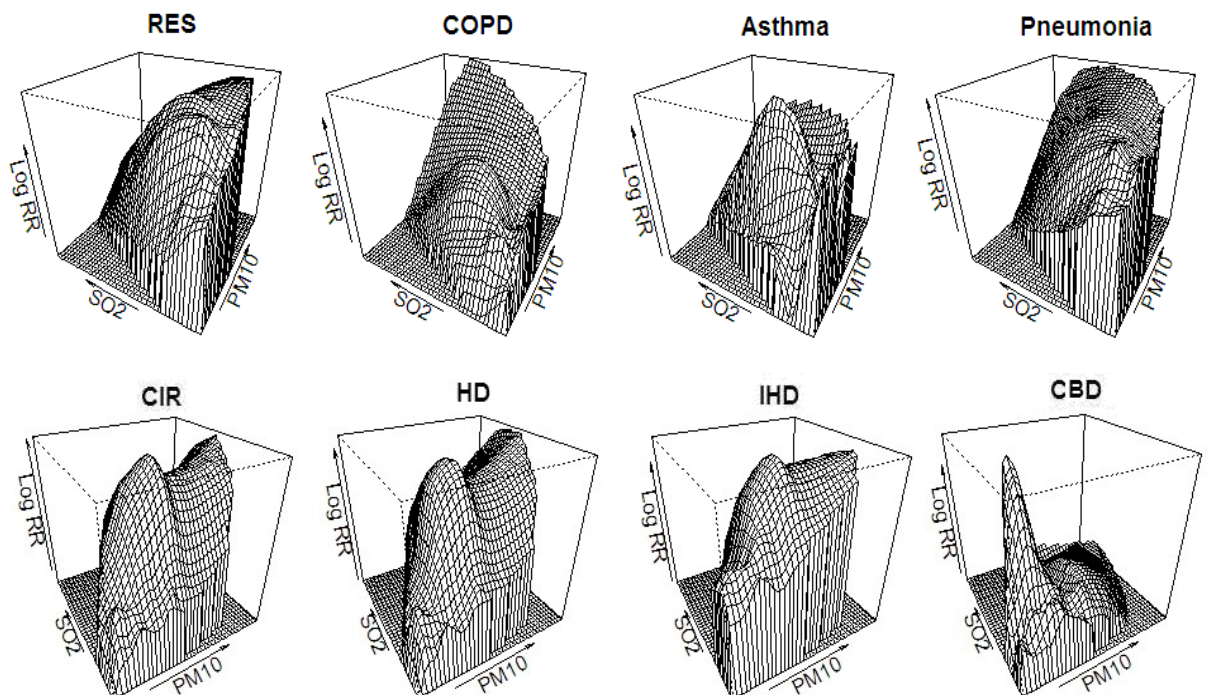 RES
COPD
Asthma
Pneumonia
Log RR
SO2
PM10
Log RR
SO2
PM10
Log RR
SO2
PM10
Log RR
SO2
PM10
CIR
HD
IHD
CBD
Log RR
SO2
PM10
Log RR
SO2
PM10
Log RR
SO2
PM10
Log RR
SO2
PM10